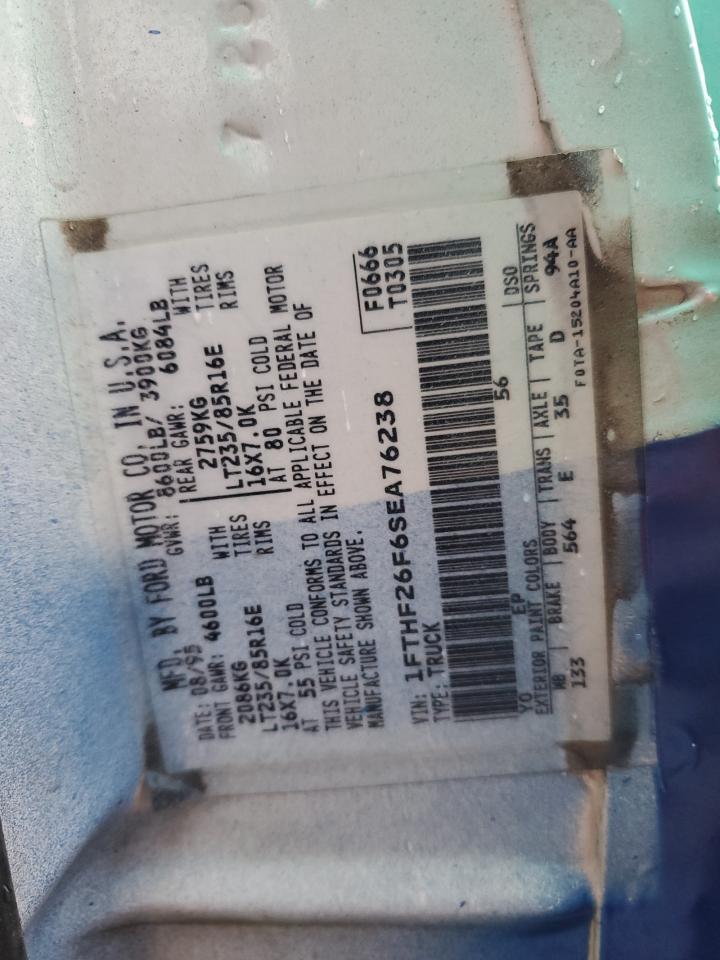 MFD. BY FORD MOTOR CO. IN U.S.A.
DATE: 08/95 GVWR: 8600LB/ 3900KG
FRONT GAWR: 4600LB REAR GAWR: 6084LB
2086KG WITH 2759KG WITH
LT235/85R16E TIRES LT235/85R16E TIRES
16X7.0K RIMS 16X7.0K RIMS
AT 55 PSI COLD AT 80 PSI COLD
THIS VEHICLE CONFORMS TO ALL APPLICABLE FEDERAL MOTOR
VEHICLE SAFETY STANDARDS IN EFFECT ON THE DATE OF
MANUFACTURE SHOWN ABOVE.
F0666
T0305
VIN: 1FTHF26F6SEA76238
TYPE: TRUCK
56
YO EP DSO
EXTERIOR PAINT COLORS
WB BRAKE BODY TRANS AXLE TAPE SPRINGS
133 564 E 35 D 94A
F0TA-15204A10-AA